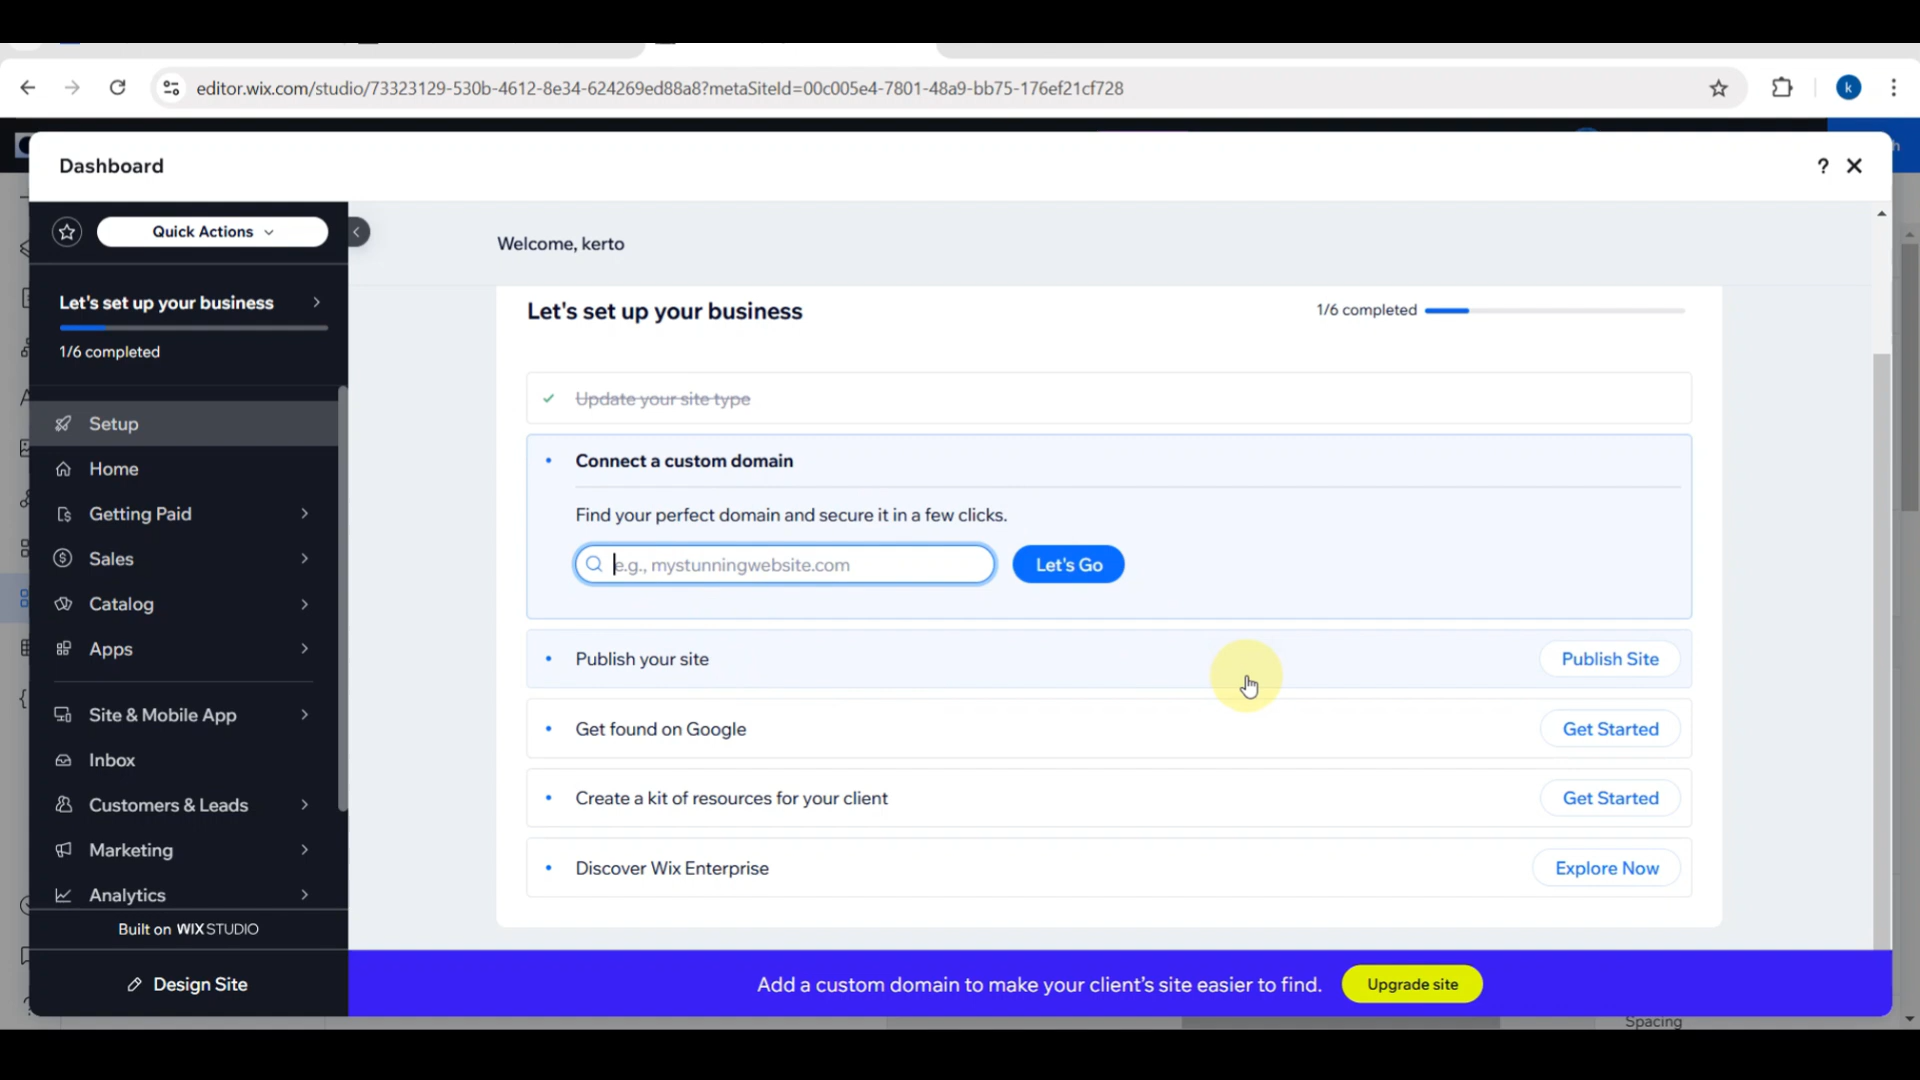 editor.wix.com/studio/73323129-530b-4612-8e34-624269ed88a8?metaSiteId=00c005e4-7801-48a9-bb75-176ef21cf728
k
Dashboard
?
Quick Actions
Welcome, kerto
Let's set up your business
1/6 completed
Let's set up your business
1/6 completed
Update your site type
Setup
Home
Getting Paid
Sales
Catalog
Apps
Site & Mobile App
Inbox
Customers & Leads
Marketing
Analytics
Built on WIX STUDIO
Design Site
Connect a custom domain
Find your perfect domain and secure it in a few clicks.
e.g., mystunningwebsite.com
Let's Go
Publish your site
Publish Site
Get found on Google
Get Started
Create a kit of resources for your client
Get Started
Discover Wix Enterprise
Explore Now
Add a custom domain to make your client's site easier to find.
Upgrade site
Spacing